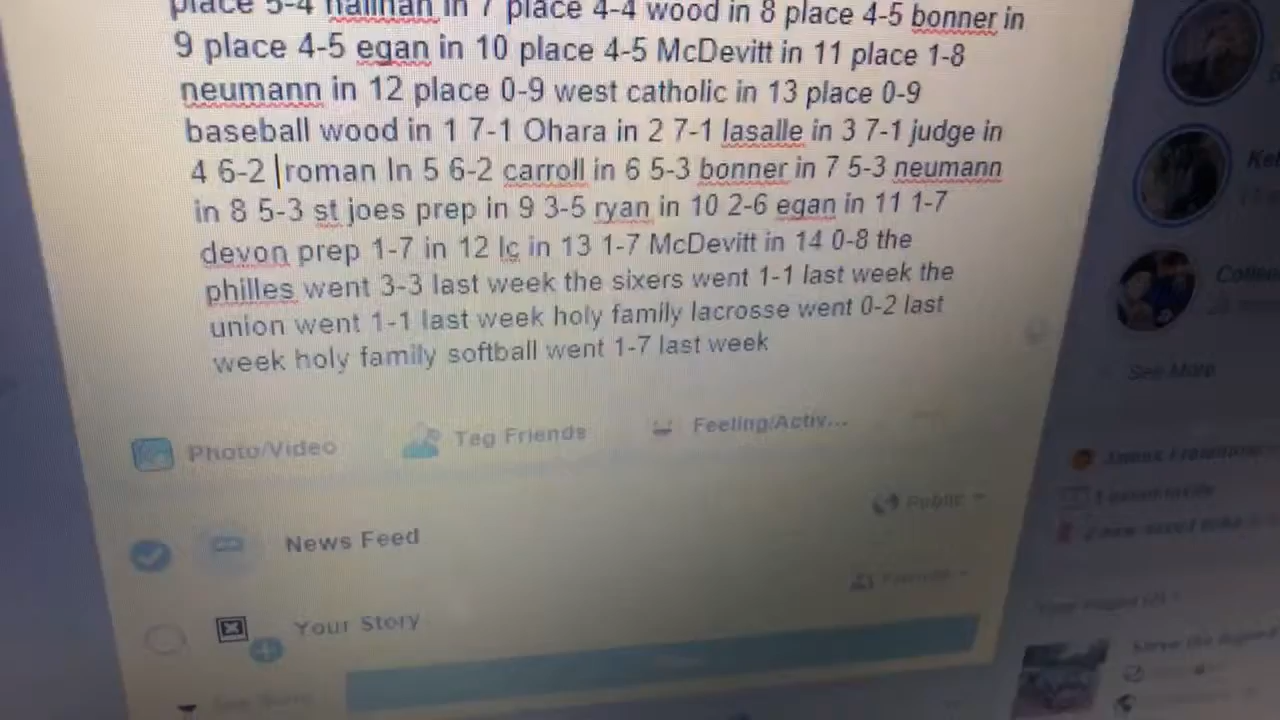 place 5-4 hallinan in 7 place 4-4 wood in 8 place 4-5 bonner in
9 place 4-5 egan in 10 place 4-5 McDevitt in 11 place 1-8
neumann in 12 place 0-9 west catholic in 13 place 0-9
baseball wood in 1 7-1 Ohara in 2 7-1 lasalle in 3 7-1 judge in
4 6-2 roman In 5 6-2 carroll in 6 5-3 bonner in 7 5-3 neumann
in 8 5-3 st joes prep in 9 3-5 ryan in 10 2-6 egan in 11 1-7
devon prep 1-7 in 12 lc in 13 1-7 McDevitt in 14 0-8 the
philles went 3-3 last week the sixers went 1-1 last week the
union went 1-1 last week holy family lacrosse went 0-2 last
week holy family softball went 1-7 last week
See More
Photo/Video
Tag Friends
Feeling/Activ...
Public
News Feed
Friends
Your Story